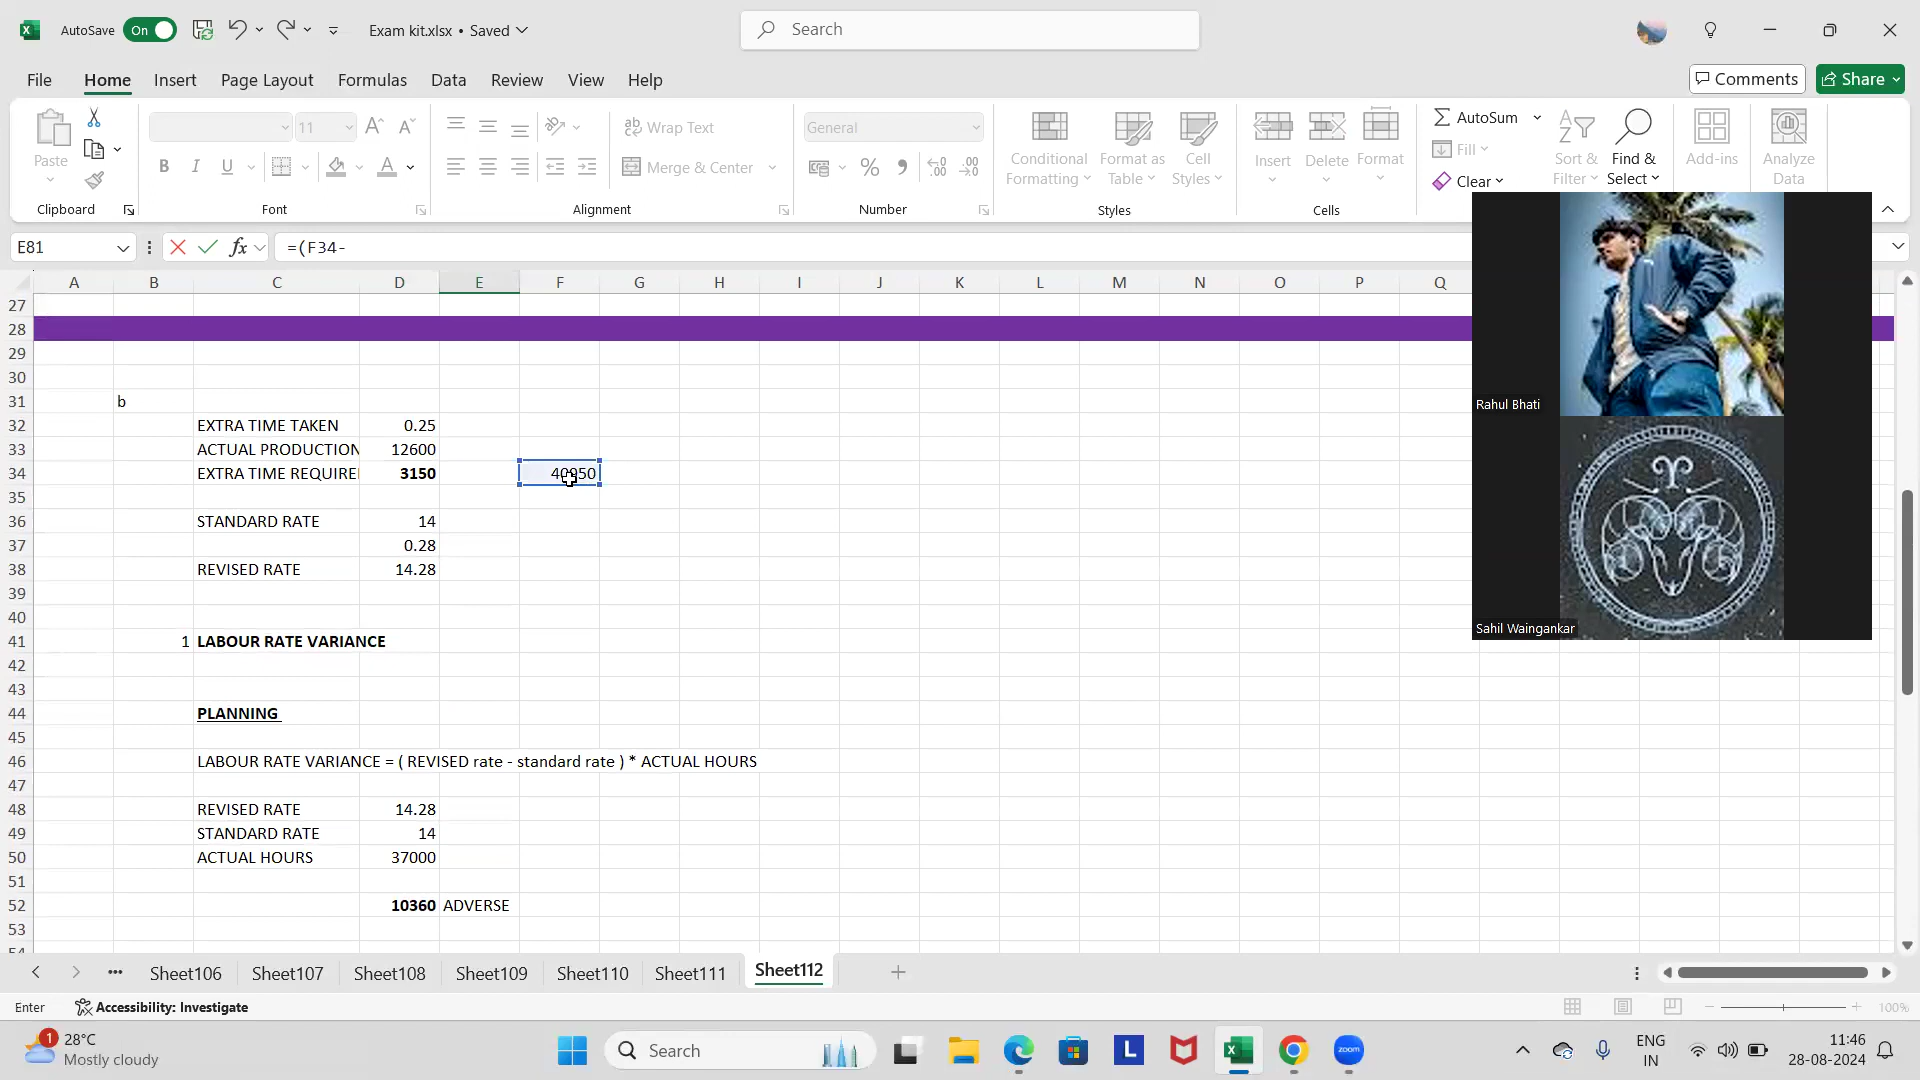 AutoSave On Exam kit.xlsx • Saved Search
File Home Insert Page Layout Formulas Data Review View Help Comments Share
Paste Clipboard
11 B I U Font
Wrap Text Merge & Center Alignment
General % Number
Conditional Formatting Format as Table Cell Styles Styles
Insert Delete Format Cells
AutoSum Fill Clear Sort & Filter Find & Select Add-ins Analyze Data
E81 fx =(F34-
A B C D E F G H I J K L M N O P Q
27
28
29
30
31 b
32 EXTRA TIME TAKEN 0.25
33 ACTUAL PRODUCTION 12600
34 EXTRA TIME REQUIRE 3150 40950
35
36 STANDARD RATE 14
37 0.28
38 REVISED RATE 14.28
39
40
41 1 LABOUR RATE VARIANCE
42
43
44 PLANNING
45
46 LABOUR RATE VARIANCE = ( REVISED rate - standard rate ) * ACTUAL HOURS
47
48 REVISED RATE 14.28
49 STANDARD RATE 14
50 ACTUAL HOURS 37000
51
52 10360 ADVERSE
53
54
Rahul Bhati
Sahil Waingankar
Sheet106 Sheet107 Sheet108 Sheet109 Sheet110 Sheet111 Sheet112
Enter Accessibility: Investigate 100%
1 28°C
Mostly cloudy
Search L zoom
ENG
IN
11:46
28-08-2024